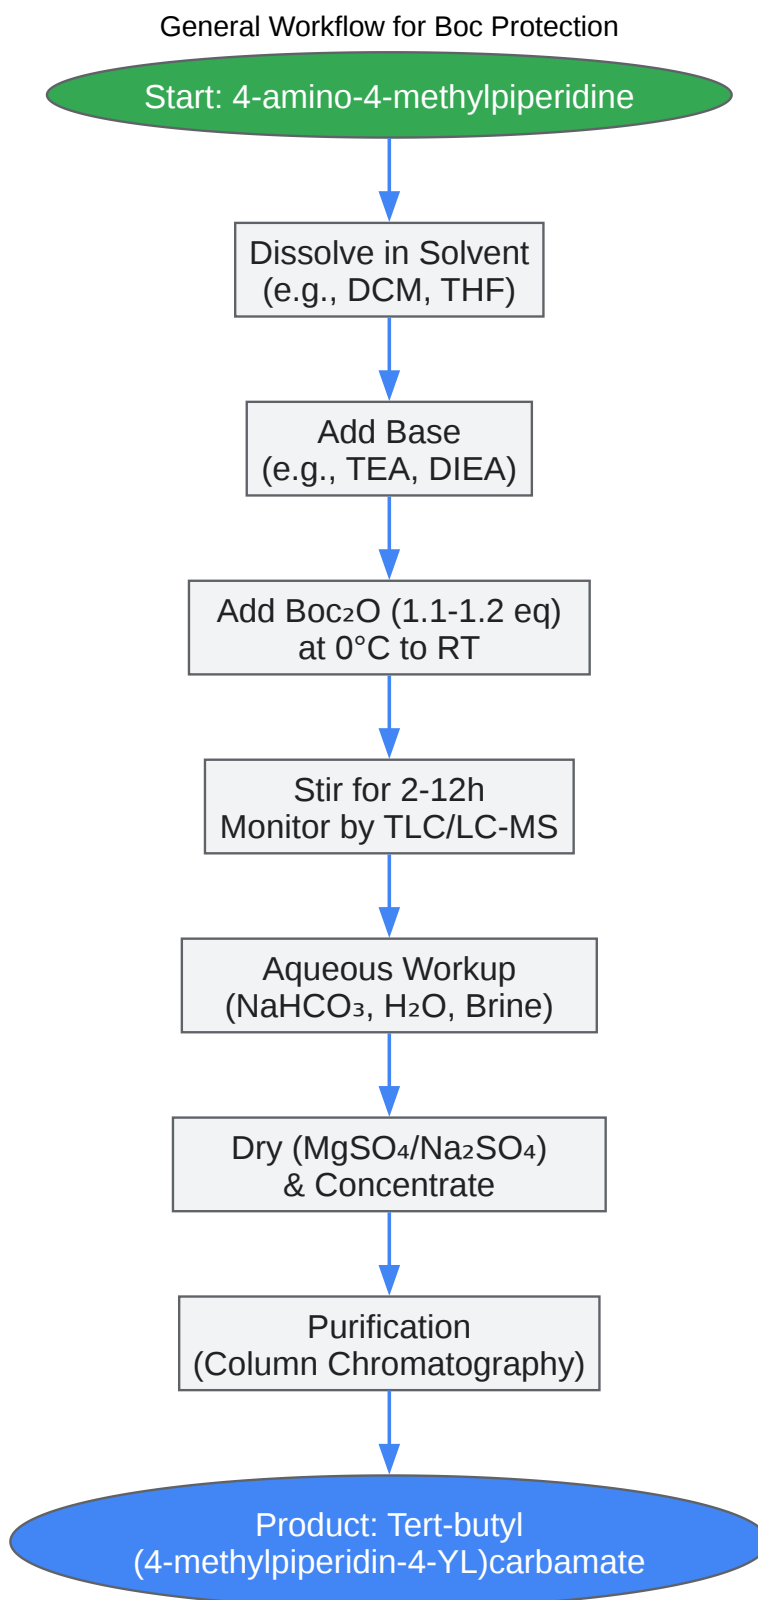 General Workflow for Boc Protection
Start: 4-amino-4-methylpiperidine
Dissolve in Solvent
(e.g., DCM, THF)
Add Base
(e.g., TEA, DIEA)
Add Boc₂O (1.1-1.2 eq)
at 0°C to RT
Stir for 2-12h
Monitor by TLC/LC-MS
Aqueous Workup
(NaHCO₃, H₂O, Brine)
Dry (MgSO₄/Na₂SO₄)
& Concentrate
Purification
(Column Chromatography)
Product: Tert-butyl
(4-methylpiperidin-4-YL)carbamate